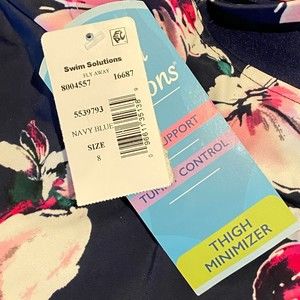 Swim Solutions
FLY AWAY
8004557 16687
5539793
NAVY BLUE
SIZE
8
SUPPORT
TUMMY CONTROL
THIGH
MINIMIZER